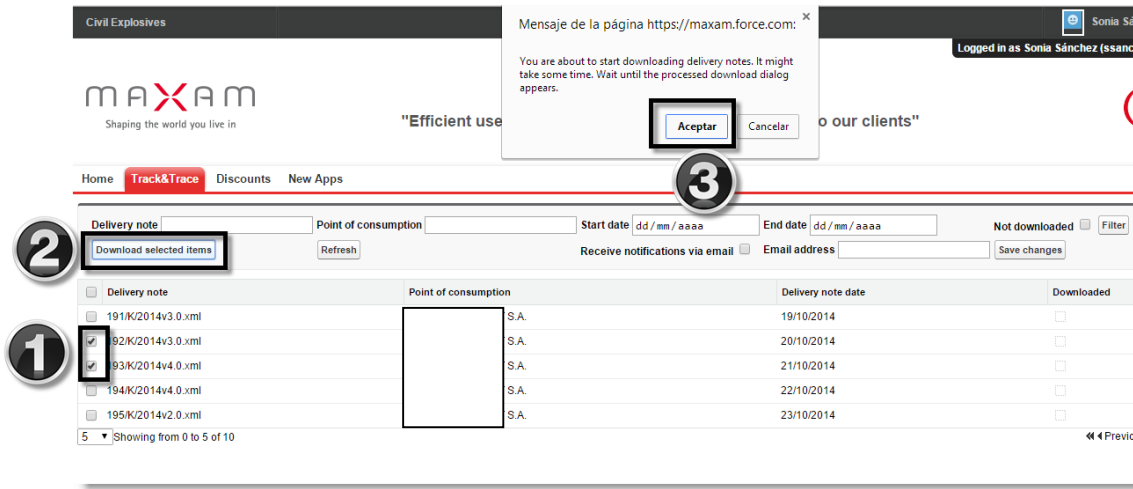 Civil Explosives
Mensaje de la página https://maxam.force.com:
×
Sonia Sá
Logged in as Sonia Sánchez (ssanc
You are about to start downloading delivery notes. It might
take some time. Wait until the processed download dialog
appears.
Aceptar Cancelar
MAXAM
Shaping the world you live in
"Efficient use
o our clients"
3
Home Track&Trace Discounts New Apps
Delivery note Point of consumption Start date dd/mm/aaaa End date dd/mm/aaaa Not downloaded Filter
2
Download selected items Refresh Receive notifications via email Email address Save changes
Delivery note Point of consumption Delivery note date Downloaded
191/K/2014v3.0.xml S.A. 19/10/2014
1
192/K/2014v3.0.xml S.A. 20/10/2014
193/K/2014v4.0.xml S.A. 21/10/2014
194/K/2014v4.0.xml S.A. 22/10/2014
195/K/2014v2.0.xml S.A. 23/10/2014
5 Showing from 0 to 5 of 10 Previo